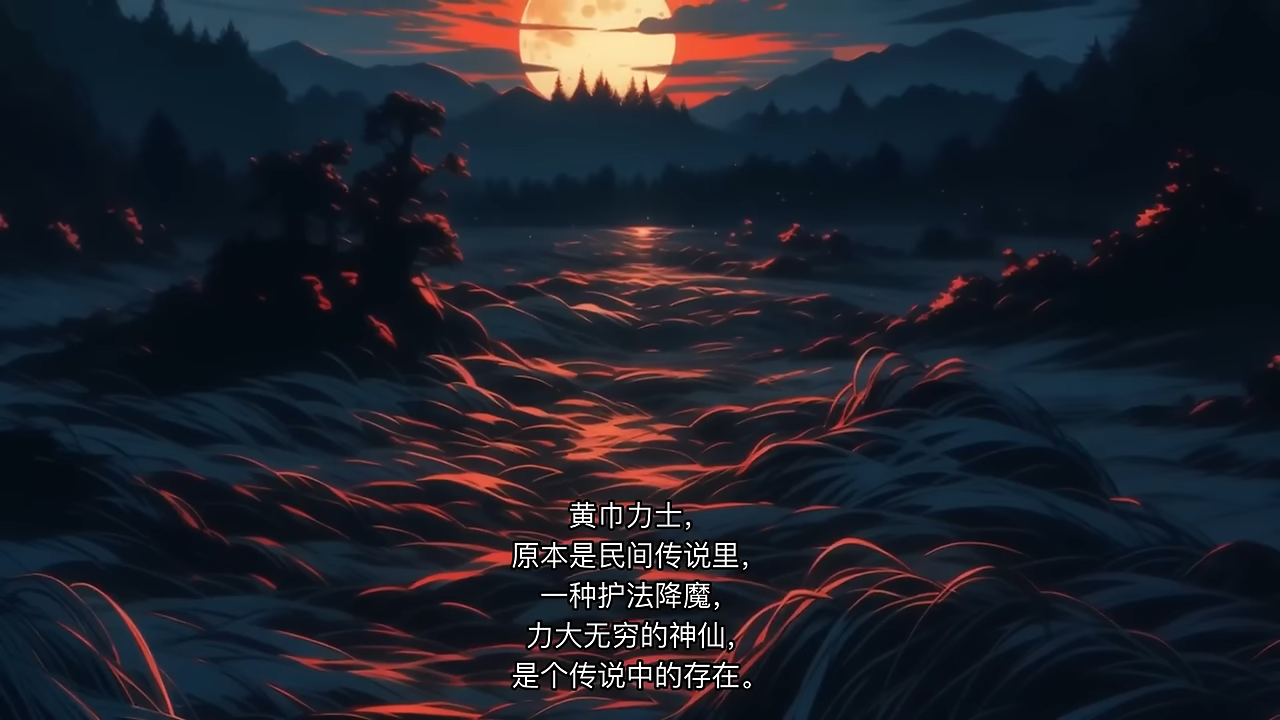 黄巾力士，
原本是民间传说里，
一种护法降魔，
力大无穷的神仙，
是个传说中的存在。